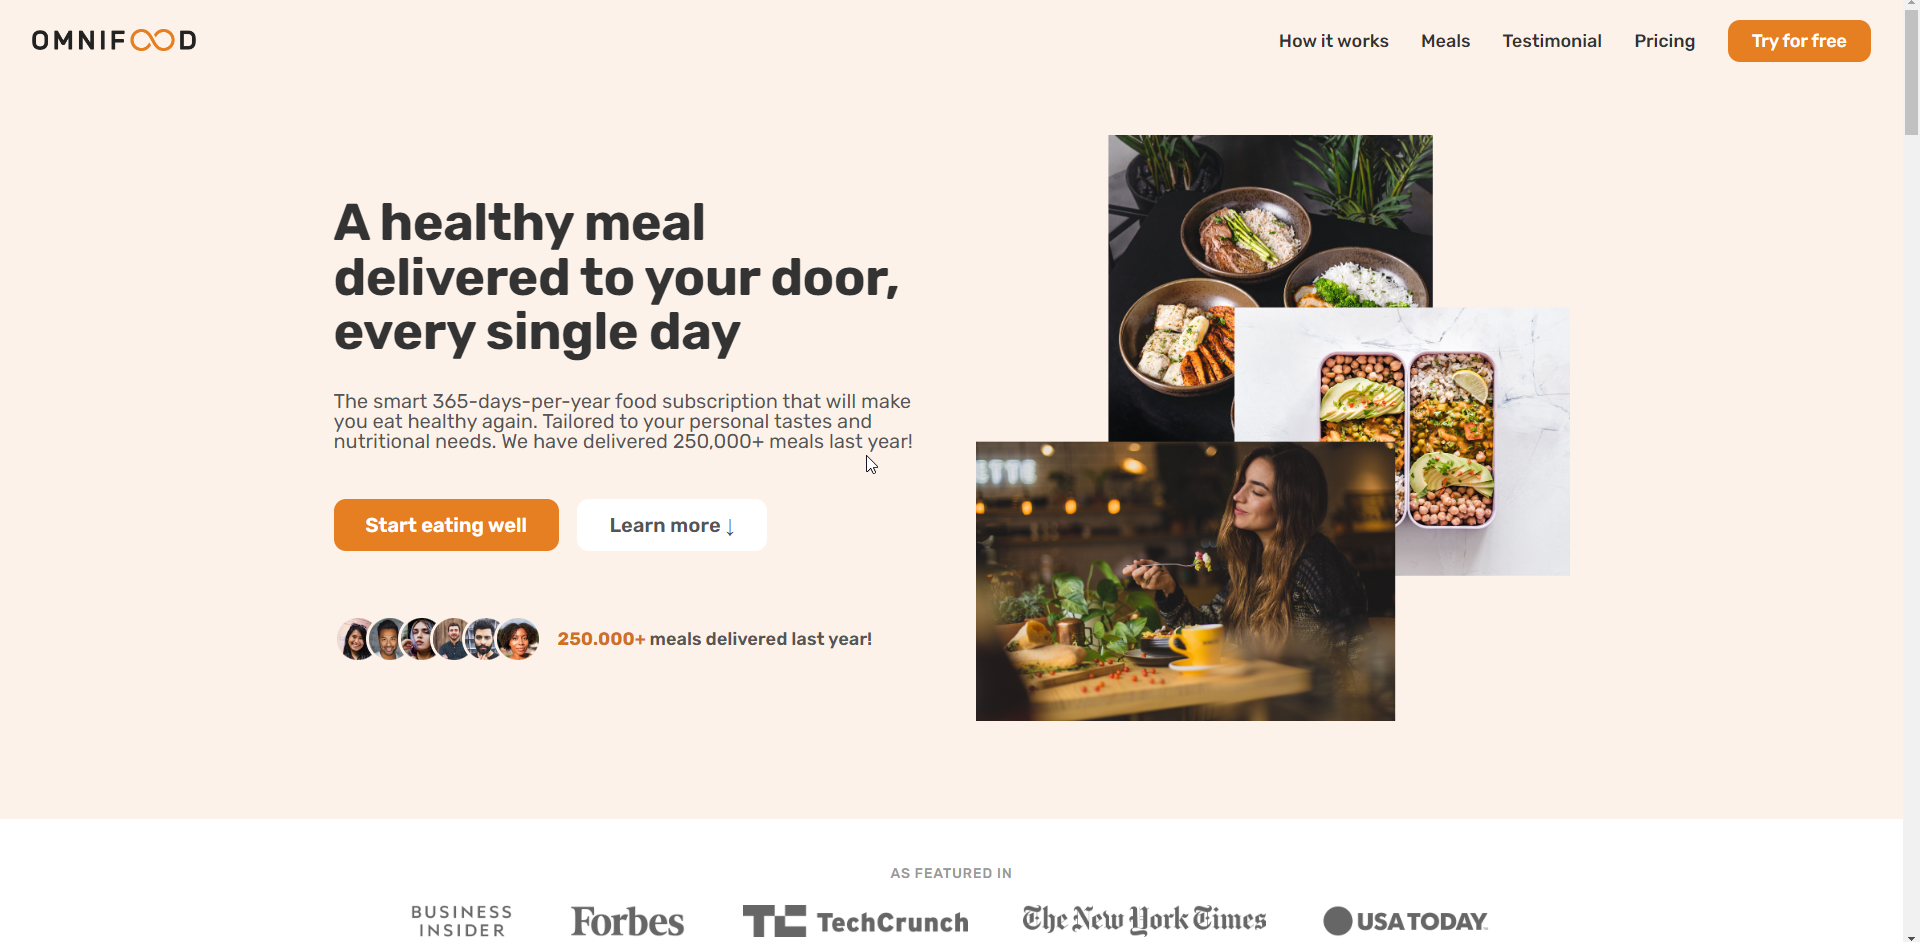 OMNIFOOD
How it works
Meals
Testimonial
Pricing
Try for free
A healthy meal
delivered to your door,
every single day
The smart 365-days-per-year food subscription that will make
you eat healthy again. Tailored to your personal tastes and
nutritional needs. We have delivered 250,000+ meals last year!
Start eating well
Learn more ↓
250.000+ meals delivered last year!
AS FEATURED IN
BUSINESS
INSIDER
Forbes
TC TechCrunch
The New York Times
USA TODAY